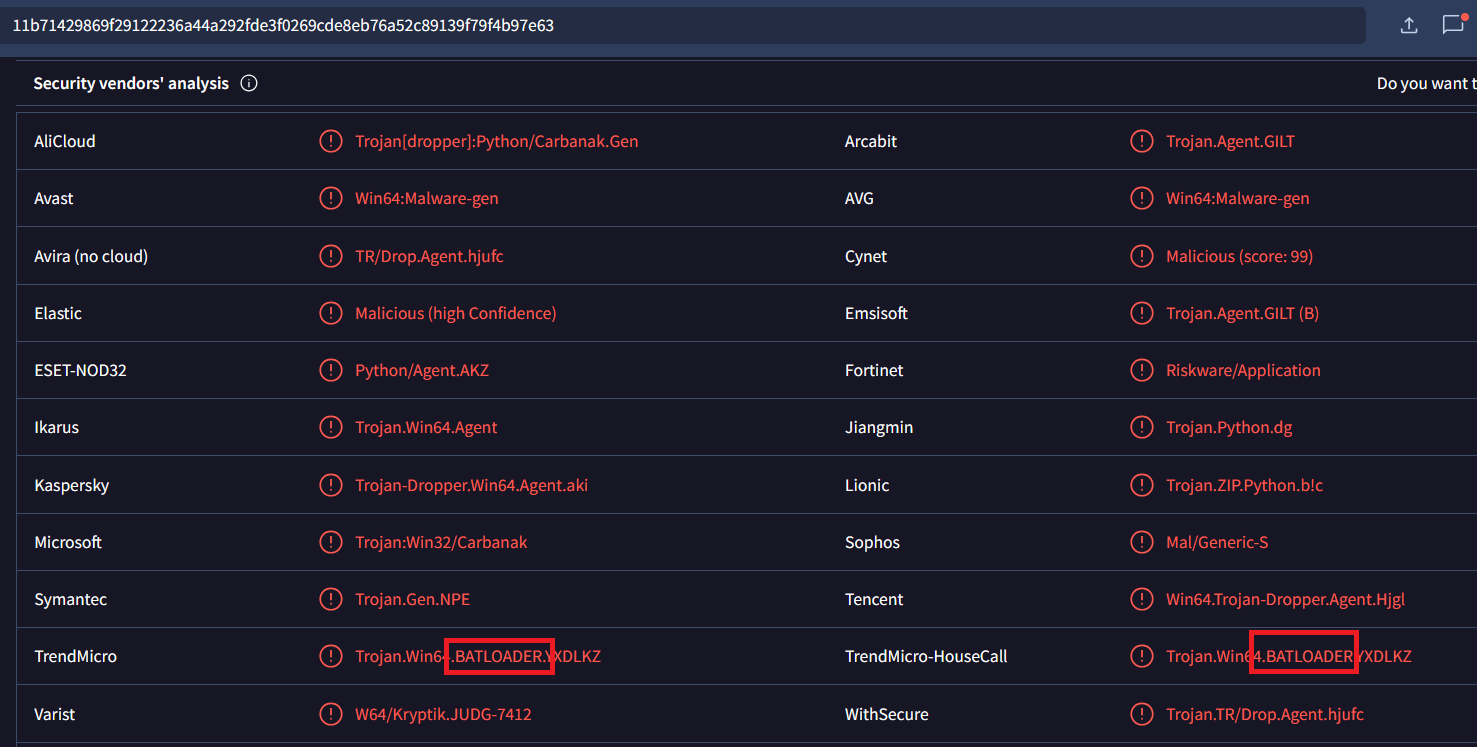 11b71429869f29122236a44a292fde3f0269cde8eb76a52c89139f79f4b97e63
Security vendors' analysis Do you want t
AliCloud Trojan[dropper]:Python/Carbanak.Gen Arcabit Trojan.Agent.GILT
Avast Win64:Malware-gen AVG Win64:Malware-gen
Avira (no cloud) TR/Drop.Agent.hjufc Cynet Malicious (score: 99)
Elastic Malicious (high Confidence) Emsisoft Trojan.Agent.GILT (B)
ESET-NOD32 Python/Agent.AKZ Fortinet Riskware/Application
Ikarus Trojan.Win64.Agent Jiangmin Trojan.Python.dg
Kaspersky Trojan-Dropper.Win64.Agent.aki Lionic Trojan.ZIP.Python.b!c
Microsoft Trojan:Win32/Carbanak Sophos Mal/Generic-S
Symantec Trojan.Gen.NPE Tencent Win64.Trojan-Dropper.Agent.Hjgl
TrendMicro Trojan.Win64.BATLOADER.YXDLKZ TrendMicro-HouseCall Trojan.Win64.BATLOADER.YXDLKZ
Varist W64/Kryptik.JUDG-7412 WithSecure Trojan.TR/Drop.Agent.hjufc